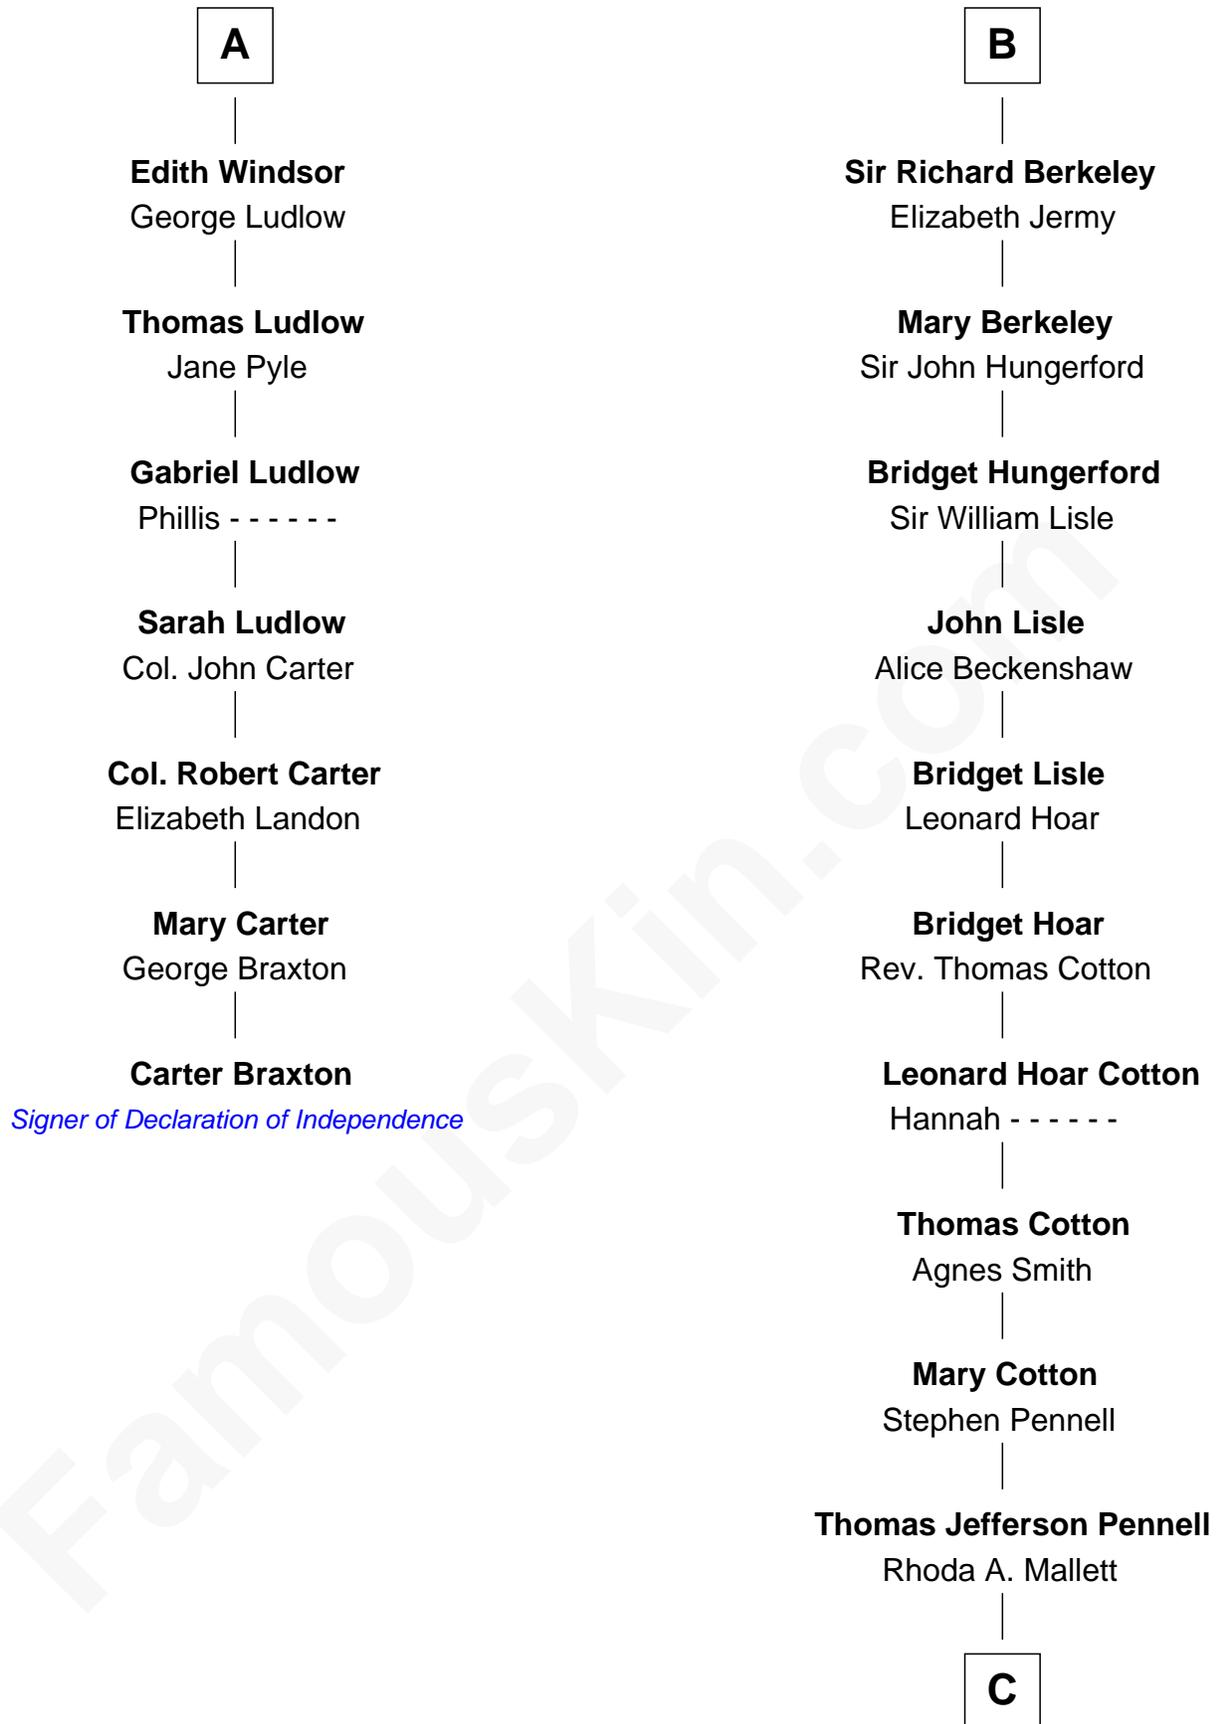 A
Edith Windsor
George Ludlow
Thomas Ludlow
Jane Pyle
Gabriel Ludlow
Phillis - - - - - -
Sarah Ludlow
Col. John Carter
Col. Robert Carter
Elizabeth Landon
Mary Carter
George Braxton
Carter Braxton
Signer of Declaration of Independence
B
Sir Richard Berkeley
Elizabeth Jermy
Mary Berkeley
Sir John Hungerford
Bridget Hungerford
Sir William Lisle
John Lisle
Alice Beckenshaw
Bridget Lisle
Leonard Hoar
Bridget Hoar
Rev. Thomas Cotton
Leonard Hoar Cotton
Hannah - - - - - -
Thomas Cotton
Agnes Smith
Mary Cotton
Stephen Pennell
Thomas Jefferson Pennell
Rhoda A. Mallett
C
FamousKin.com